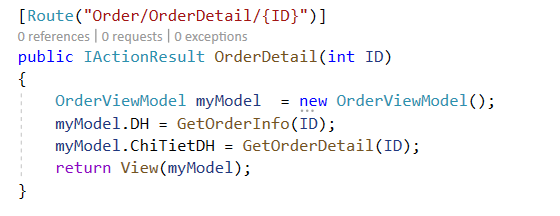 [Route("Order/OrderDetail/{ID}")]
0 references | 0 requests | 0 exceptions
public IActionResult OrderDetail(int ID)
{
    OrderViewModel myModel  = new OrderViewModel();
    myModel.DH = GetOrderInfo(ID);
    myModel.ChiTietDH = GetOrderDetail(ID);
    return View(myModel);
}